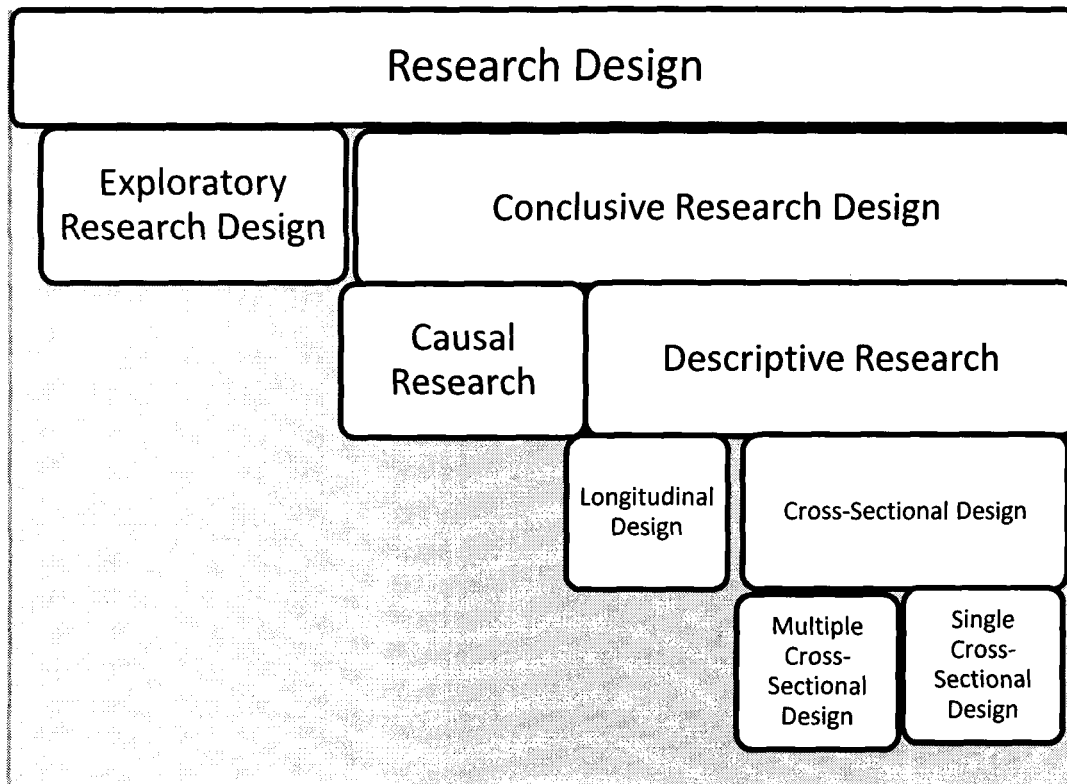 Research Design
Exploratory
Research Design
Conclusive Research Design
Causal
Research
Descriptive Research
Longitudinal
Design
Cross-Sectional Design
Multiple
Cross-
Sectional
Design
Single
Cross-
Sectional
Design